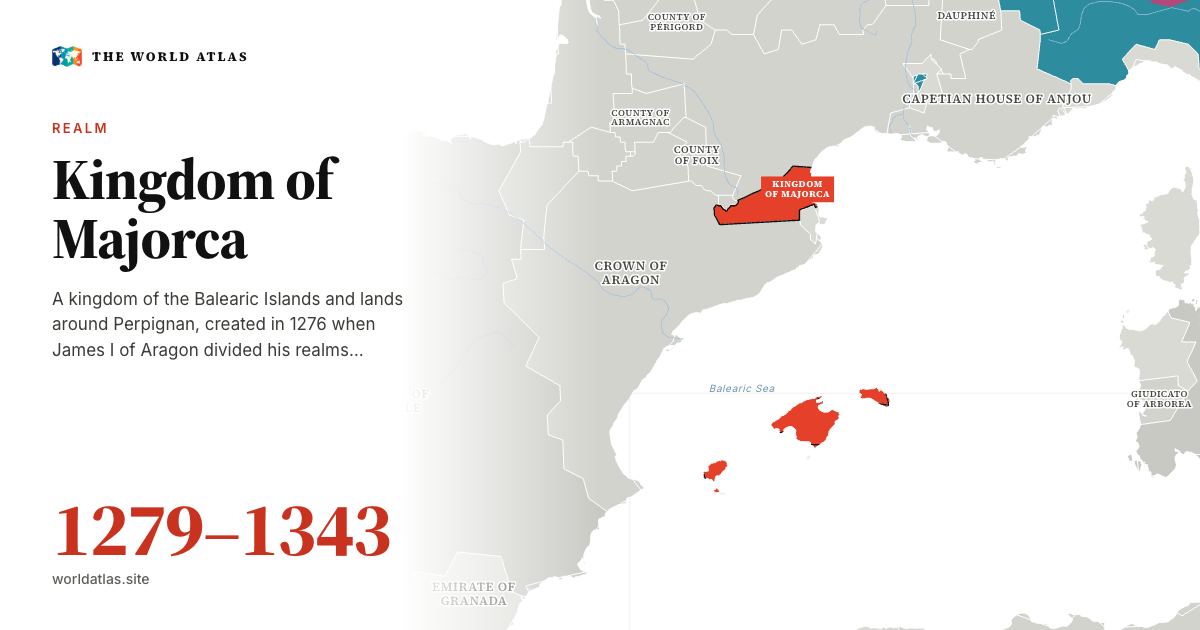 THE WORLD ATLAS
REALM
Kingdom of
Majorca
A kingdom of the Balearic Islands and lands
around Perpignan, created in 1276 when
James I of Aragon divided his realms...
1279–1343
worldatlas.site
COUNTY OF
PÉRIGORD
DAUPHINÉ
CAPETIAN HOUSE OF ANJOU
COUNTY OF
ARMAGNAC
COUNTY
OF FOIX
KINGDOM
OF MAJORCA
CROWN OF
ARAGON
Balearic Sea
GIUDICATO
OF ARBOREA
OF
LE
EMIRATE OF
GRANADA